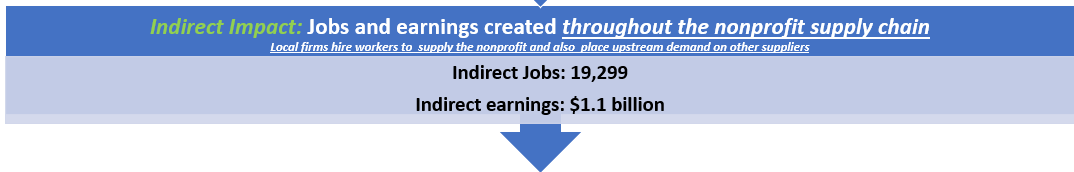 Indirect Impact: Jobs and earnings created throughout the nonprofit supply chain
Local firms hire workers to supply the nonprofit and also place upstream demand on other suppliers
Indirect Jobs: 19,299
Indirect earnings: $1.1 billion